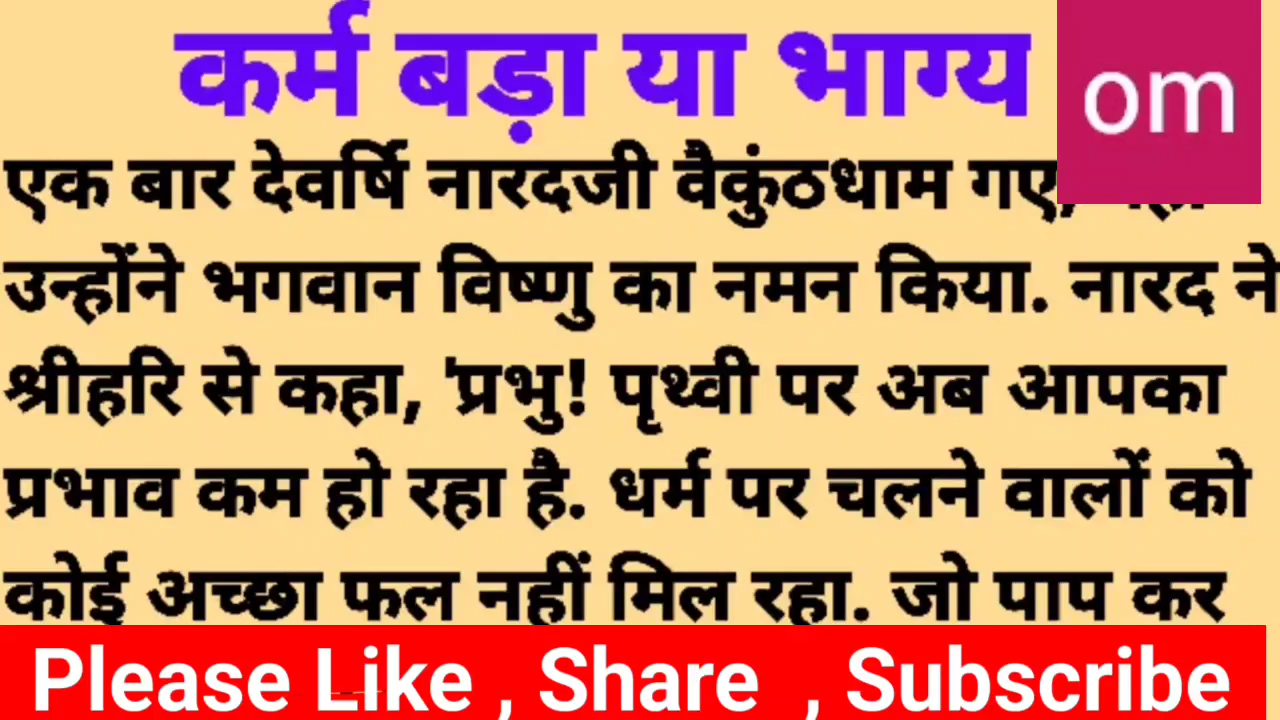 कर्म बड़ा या भाग्य
om
एक बार देवर्षि नारदजी वैकुंठधाम गए,
उन्होंने भगवान विष्णु का नमन किया. नारद ने
श्रीहरि से कहा, 'प्रभु! पृथ्वी पर अब आपका
प्रभाव कम हो रहा है. धर्म पर चलने वालों को
कोई अच्छा फल नहीं मिल रहा. जो पाप कर
Please Like , Share , Subscribe